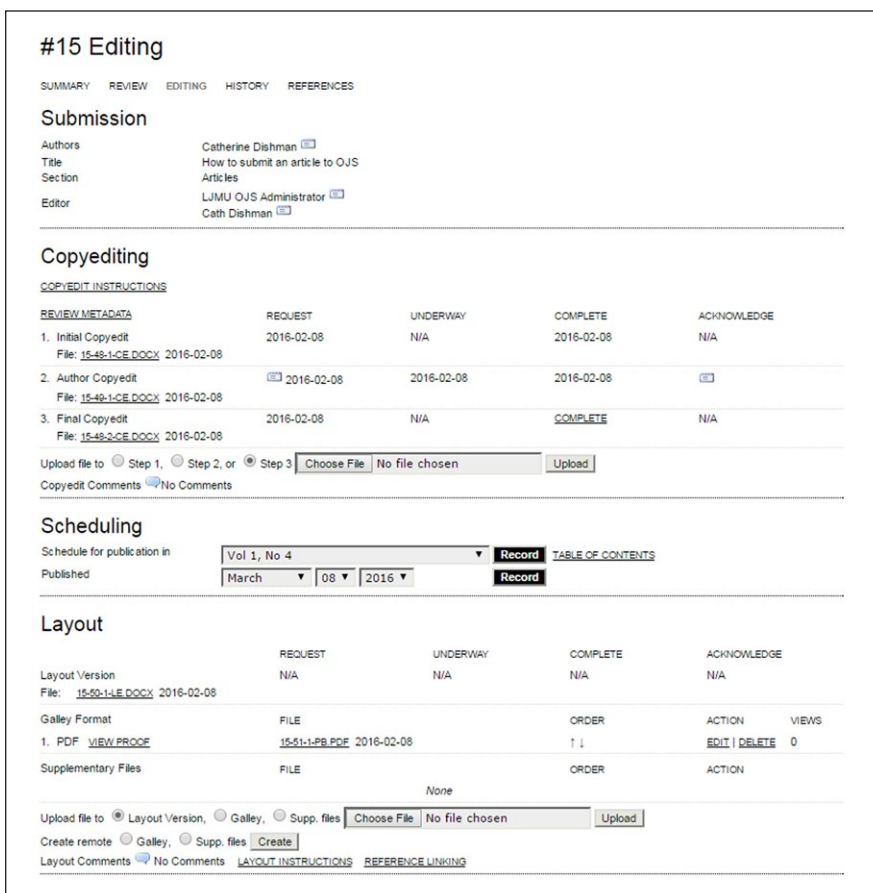 #15 Editing
SUMMARY REVIEW EDITING HISTORY REFERENCES
Submission
Authors Catherine Dishman
Title How to submit an article to OJS
Section Articles
Editor LJMU OJS Administrator
Cath Dishman
Copyediting
COPYEDIT INSTRUCTIONS
REVIEW METADATA REQUEST UNDERWAY COMPLETE ACKNOWLEDGE
1. Initial Copyedit 2016-02-08 N/A 2016-02-08 N/A
File: 15-48-1-CE.DOCX 2016-02-08
2. Author Copyedit 2016-02-08 2016-02-08 2016-02-08
File: 15-49-1-CE.DOCX 2016-02-08
3. Final Copyedit 2016-02-08 N/A COMPLETE N/A
File: 15-48-2-CE.DOCX 2016-02-08
Upload file to Step 1, Step 2, or Step 3 Choose File No file chosen Upload
Copyedit Comments No Comments
Scheduling
Schedule for publication in Vol 1, No 4 Record TABLE OF CONTENTS
Published March 08 2016 Record
Layout
REQUEST UNDERWAY COMPLETE ACKNOWLEDGE
Layout Version N/A N/A N/A N/A
File: 15-50-1-LE.DOCX 2016-02-08
Galley Format FILE ORDER ACTION VIEWS
1. PDF VIEW PROOF 15-51-1-PB.PDF 2016-02-08 ↑ ↓ EDIT | DELETE 0
Supplementary Files FILE ORDER ACTION
None
Upload file to Layout Version, Galley, Supp. files Choose File No file chosen Upload
Create remote Galley, Supp. files Create
Layout Comments No Comments LAYOUT INSTRUCTIONS REFERENCE LINKING